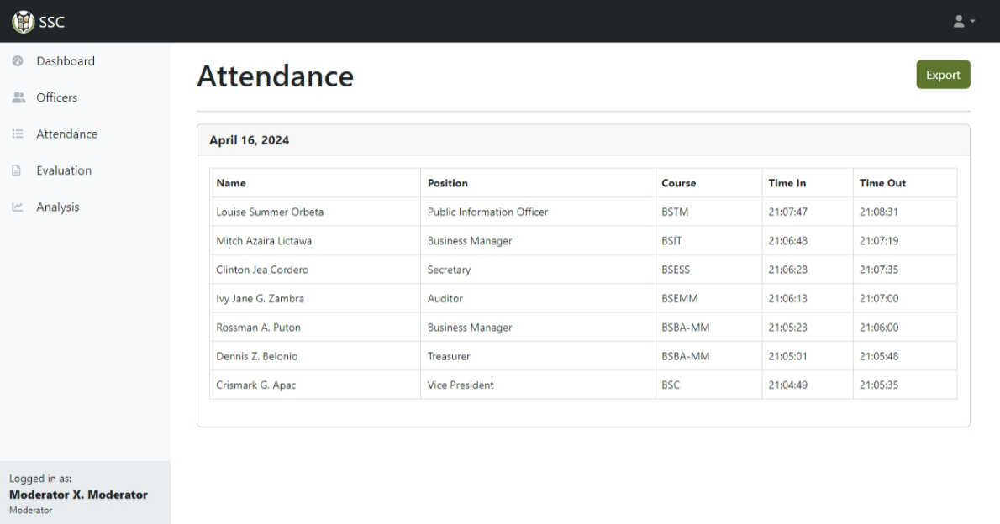 SSC
Dashboard
Officers
Attendance
Evaluation
Analysis
Logged in as:
Moderator X. Moderator
Moderator
Attendance
Export
April 16, 2024
Name Position Course Time In Time Out
Louise Summer Orbeta Public Information Officer BSTM 21:07:47 21:08:31
Mitch Azaira Lictawa Business Manager BSIT 21:06:48 21:07:19
Clinton Jea Cordero Secretary BSESS 21:06:28 21:07:35
Ivy Jane G. Zambra Auditor BSEMM 21:06:13 21:07:00
Rossman A. Puton Business Manager BSBA-MM 21:05:23 21:06:00
Dennis Z. Belonio Treasurer BSBA-MM 21:05:01 21:05:48
Crismark G. Apac Vice President BSC 21:04:49 21:05:35